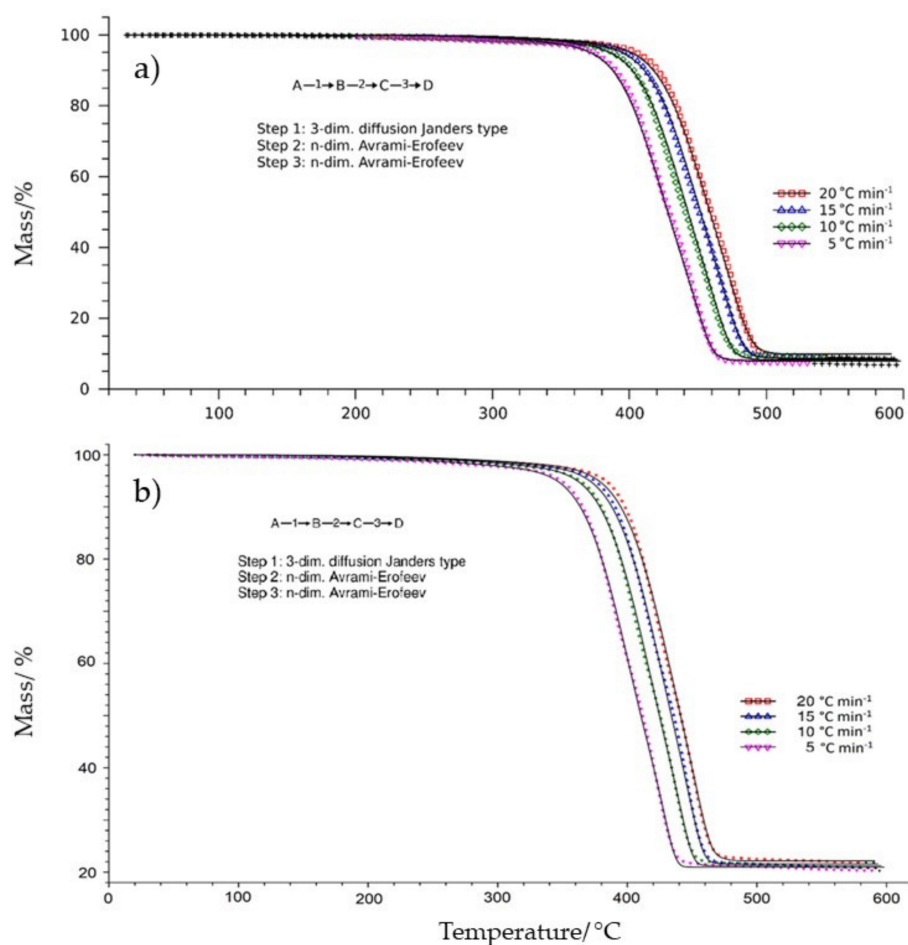 a)
A—1→B—2→C—3→D
Step 1: 3-dim. diffusion Janders type
Step 2: n-dim. Avrami-Erofeev
Step 3: n-dim. Avrami-Erofeev
20 °C min⁻¹
15 °C min⁻¹
10 °C min⁻¹
5 °C min⁻¹
Mass/%
100
80
60
40
20
0
100 200 300 400 500 600
b)
A—1→B—2→C—3→D
Step 1: 3-dim. diffusion Janders type
Step 2: n-dim. Avrami-Erofeev
Step 3: n-dim. Avrami-Erofeev
20 °C min⁻¹
15 °C min⁻¹
10 °C min⁻¹
5 °C min⁻¹
Mass/ %
100
80
60
40
20
0 100 200 300 400 500 600
Temperature/°C